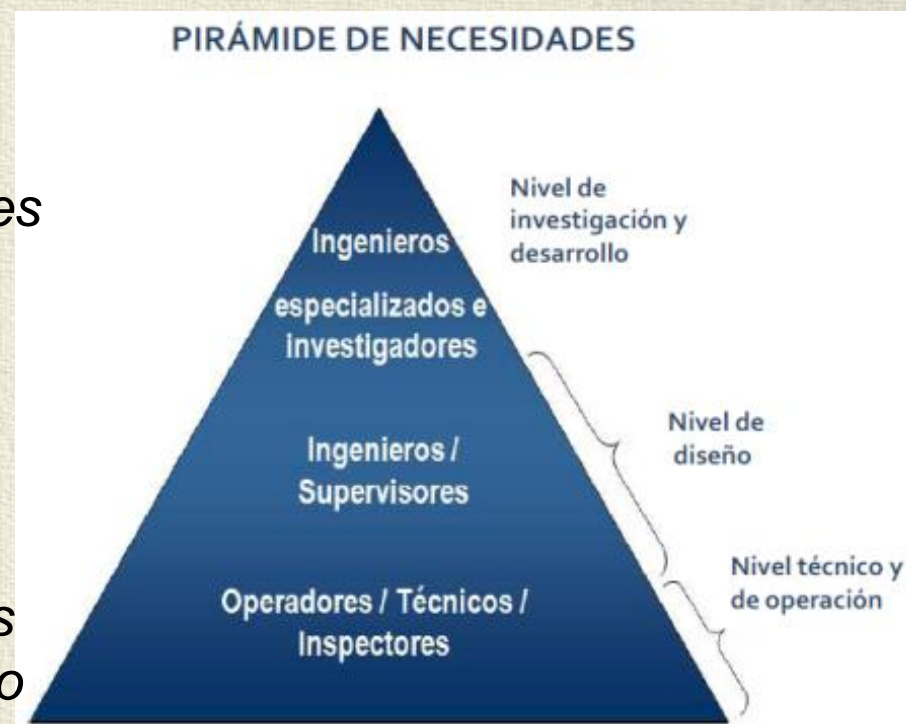 PIRÁMIDE DE NECESIDADES
Ingenieros
especializados e
investigadores
Nivel de
investigación y
desarrollo
Ingenieros /
Supervisores
Nivel de
diseño
Operadores / Técnicos /
Inspectores
Nivel técnico y
de operación
es
s
o